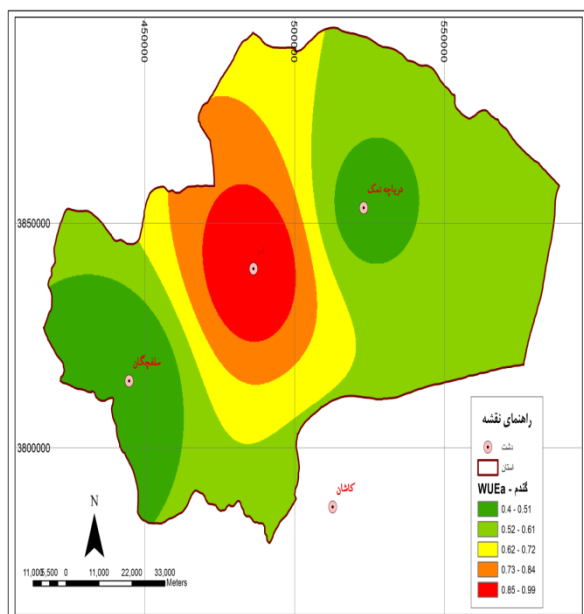 450000
500000
550000
3850000
3800000
دریاچه نمک
سلفچگان
کاشان
راهنمای نقشه
دشت
استان
گندم - WUEa
0.4 - 0.51
0.52 - 0.61
0.62 - 0.72
0.73 - 0.84
0.85 - 0.99
N
11,000 5,500 0 11,000 22,000 33,000
Meters